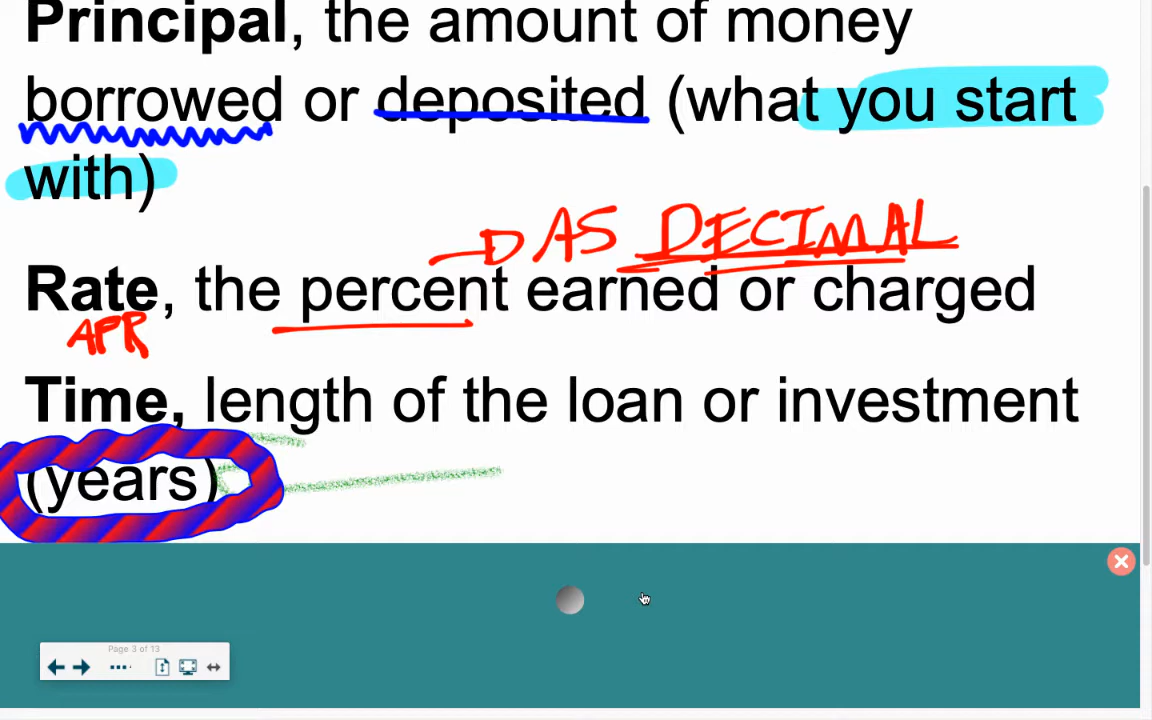 Principal, the amount of money
borrowed or deposited (what you start
with)
AS DECIMAL
Rate, the percent earned or charged
APR
Time, length of the loan or investment
(years)
Page 3 of 13